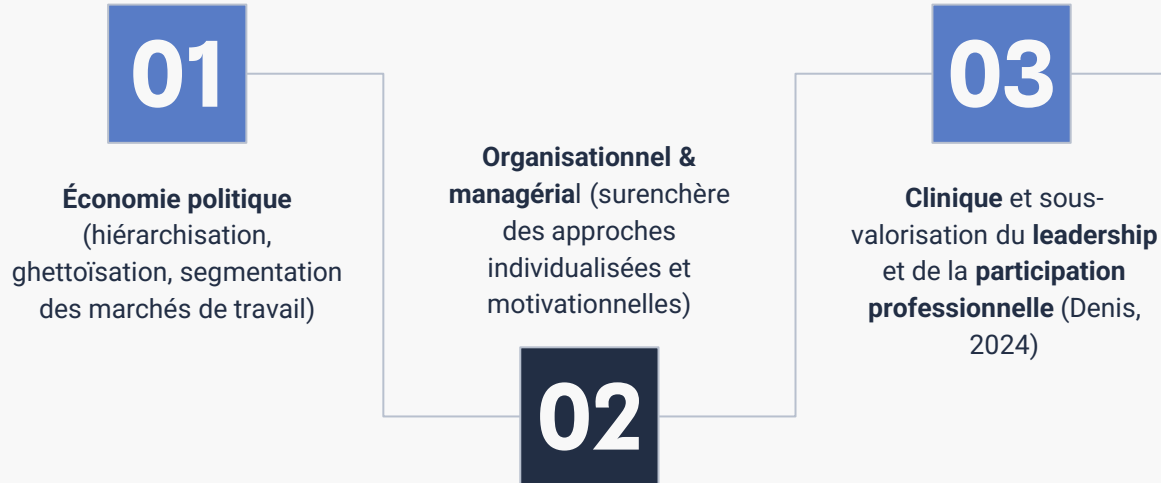 01
Économie politique
(hiérarchisation,
ghettoïsation, segmentation
des marchés de travail)
Organisationnel &
managérial (surenchère
des approches
individualisées et
motivationnelles)
02
03
Clinique et sous-
valorisation du leadership
et de la participation
professionnelle (Denis,
2024)